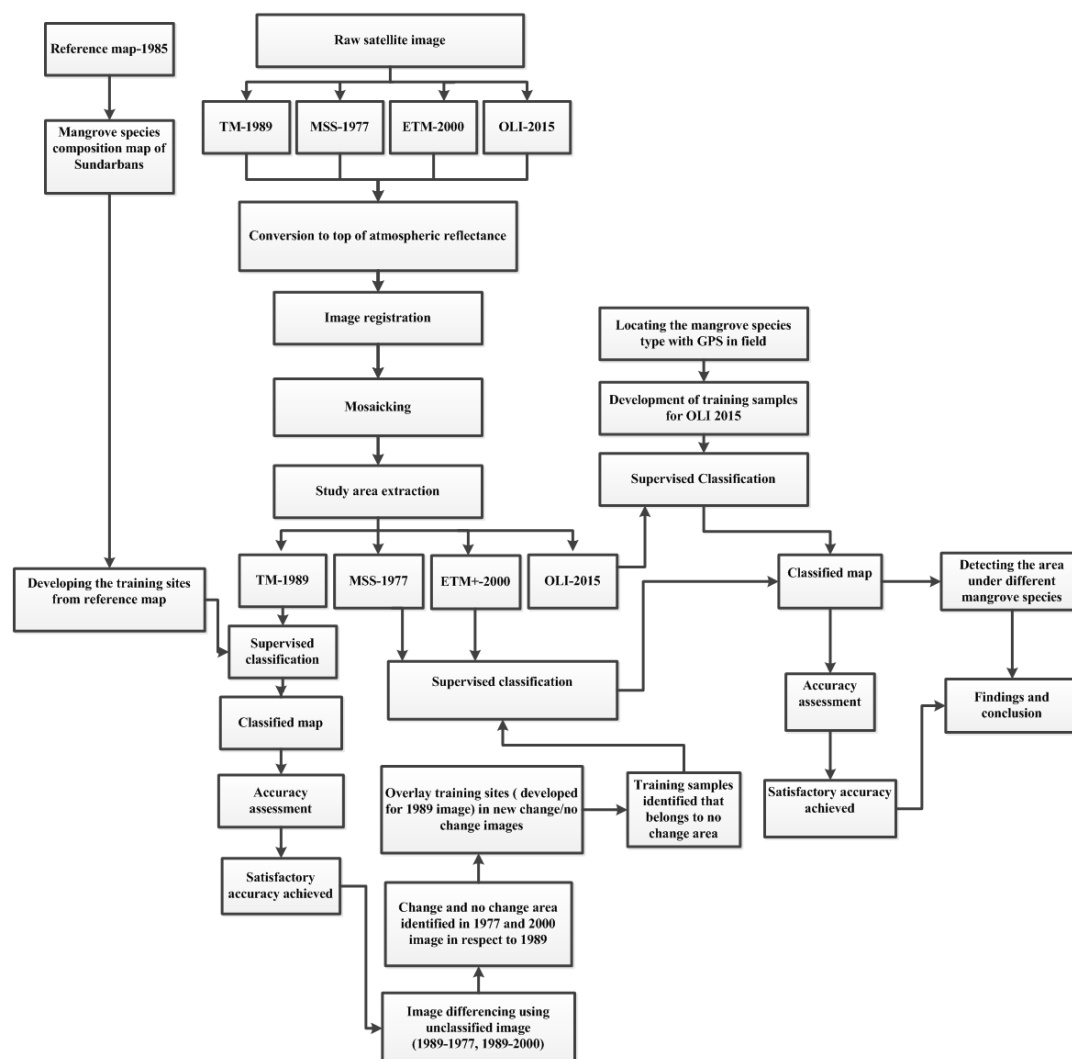 Reference map-1985
Mangrove species
composition map of
Sundarbans
Raw satellite image
TM-1989
MSS-1977
ETM-2000
OLI-2015
Conversion to top of atmospheric reflectance
Image registration
Mosaicking
Study area extraction
TM-1989
MSS-1977
ETM+-2000
OLI-2015
Locating the mangrove species
type with GPS in field
Development of training samples
for OLI 2015
Supervised Classification
Developing the training sites
from reference map
Supervised
classification
Classified map
Accuracy
assessment
Satisfactory
accuracy achieved
Image differencing using
unclassified image
(1989-1977, 1989-2000)
Change and no change area
identified in 1977 and 2000
image in respect to 1989
Overlay training sites ( developed
for 1989 image) in new change/no
change images
Training samples
identified that
belongs to no
change area
Supervised classification
Classified map
Accuracy
assessment
Satisfactory accuracy
achieved
Detecting the area
under different
mangrove species
Findings and
conclusion